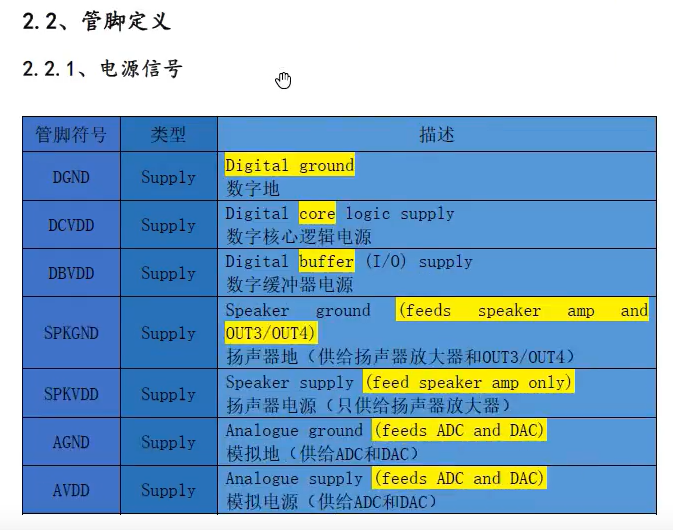 2.2、管脚定义
2.2.1、电源信号
管脚符号 类型 描述
DGND Supply Digital ground
数字地
DCVDD Supply Digital core logic supply
数字核心逻辑电源
DBVDD Supply Digital buffer (I/O) supply
数字缓冲器电源
SPKGND Supply Speaker ground (feeds speaker amp and
OUT3/OUT4)
扬声器地（供给扬声器放大器和OUT3/OUT4）
SPKVDD Supply Speaker supply (feed speaker amp only)
扬声器电源（只供给扬声器放大器）
AGND Supply Analogue ground (feeds ADC and DAC)
模拟地（供给ADC和DAC）
AVDD Supply Analogue supply (feeds ADC and DAC)
模拟电源（供给ADC和DAC）